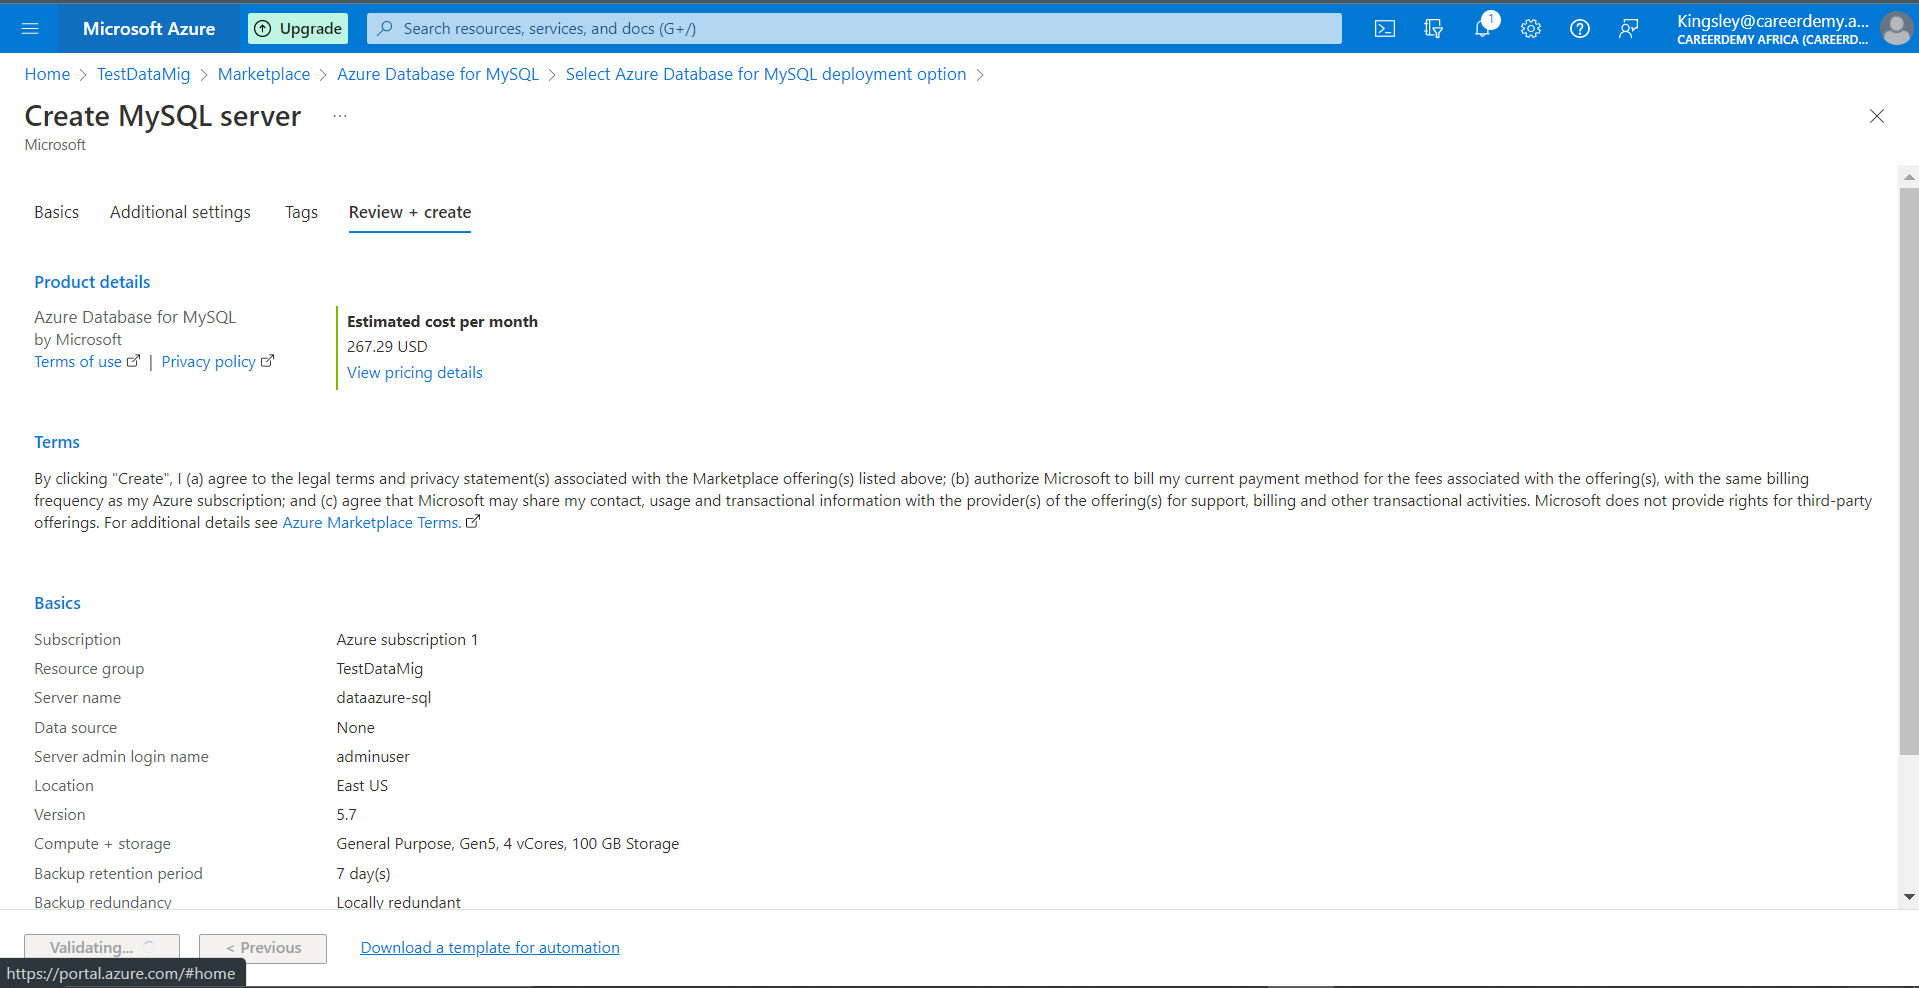 Microsoft Azure
Upgrade
Search resources, services, and docs (G+/)
1
Kingsley@careerdemy.a...
CAREERDEMY AFRICA (CAREERD...
Home > TestDataMig > Marketplace > Azure Database for MySQL > Select Azure Database for MySQL deployment option >
Create MySQL server ...
Microsoft
Basics Additional settings Tags Review + create
Product details
Azure Database for MySQL
by Microsoft
Terms of use | Privacy policy
Estimated cost per month
267.29 USD
View pricing details
Terms
By clicking "Create", I (a) agree to the legal terms and privacy statement(s) associated with the Marketplace offering(s) listed above; (b) authorize Microsoft to bill my current payment method for the fees associated with the offering(s), with the same billing
frequency as my Azure subscription; and (c) agree that Microsoft may share my contact, usage and transactional information with the provider(s) of the offering(s) for support, billing and other transactional activities. Microsoft does not provide rights for third-party
offerings. For additional details see Azure Marketplace Terms.
Basics
Subscription Azure subscription 1
Resource group TestDataMig
Server name dataazure-sql
Data source None
Server admin login name adminuser
Location East US
Version 5.7
Compute + storage General Purpose, Gen5, 4 vCores, 100 GB Storage
Backup retention period 7 day(s)
Backup redundancy Locally redundant
Validating... < Previous Download a template for automation
https://portal.azure.com/#home